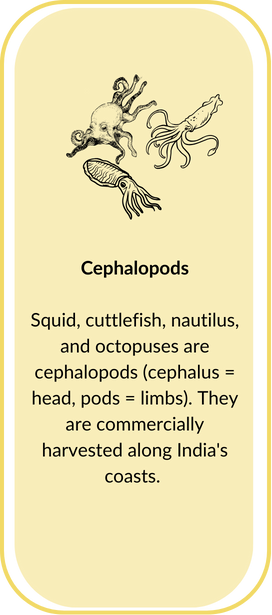 Cephalopods
Squid, cuttlefish, nautilus,
and octopuses are
cephalopods (cephalus =
head, pods = limbs). They
are commercially
harvested along India's
coasts.